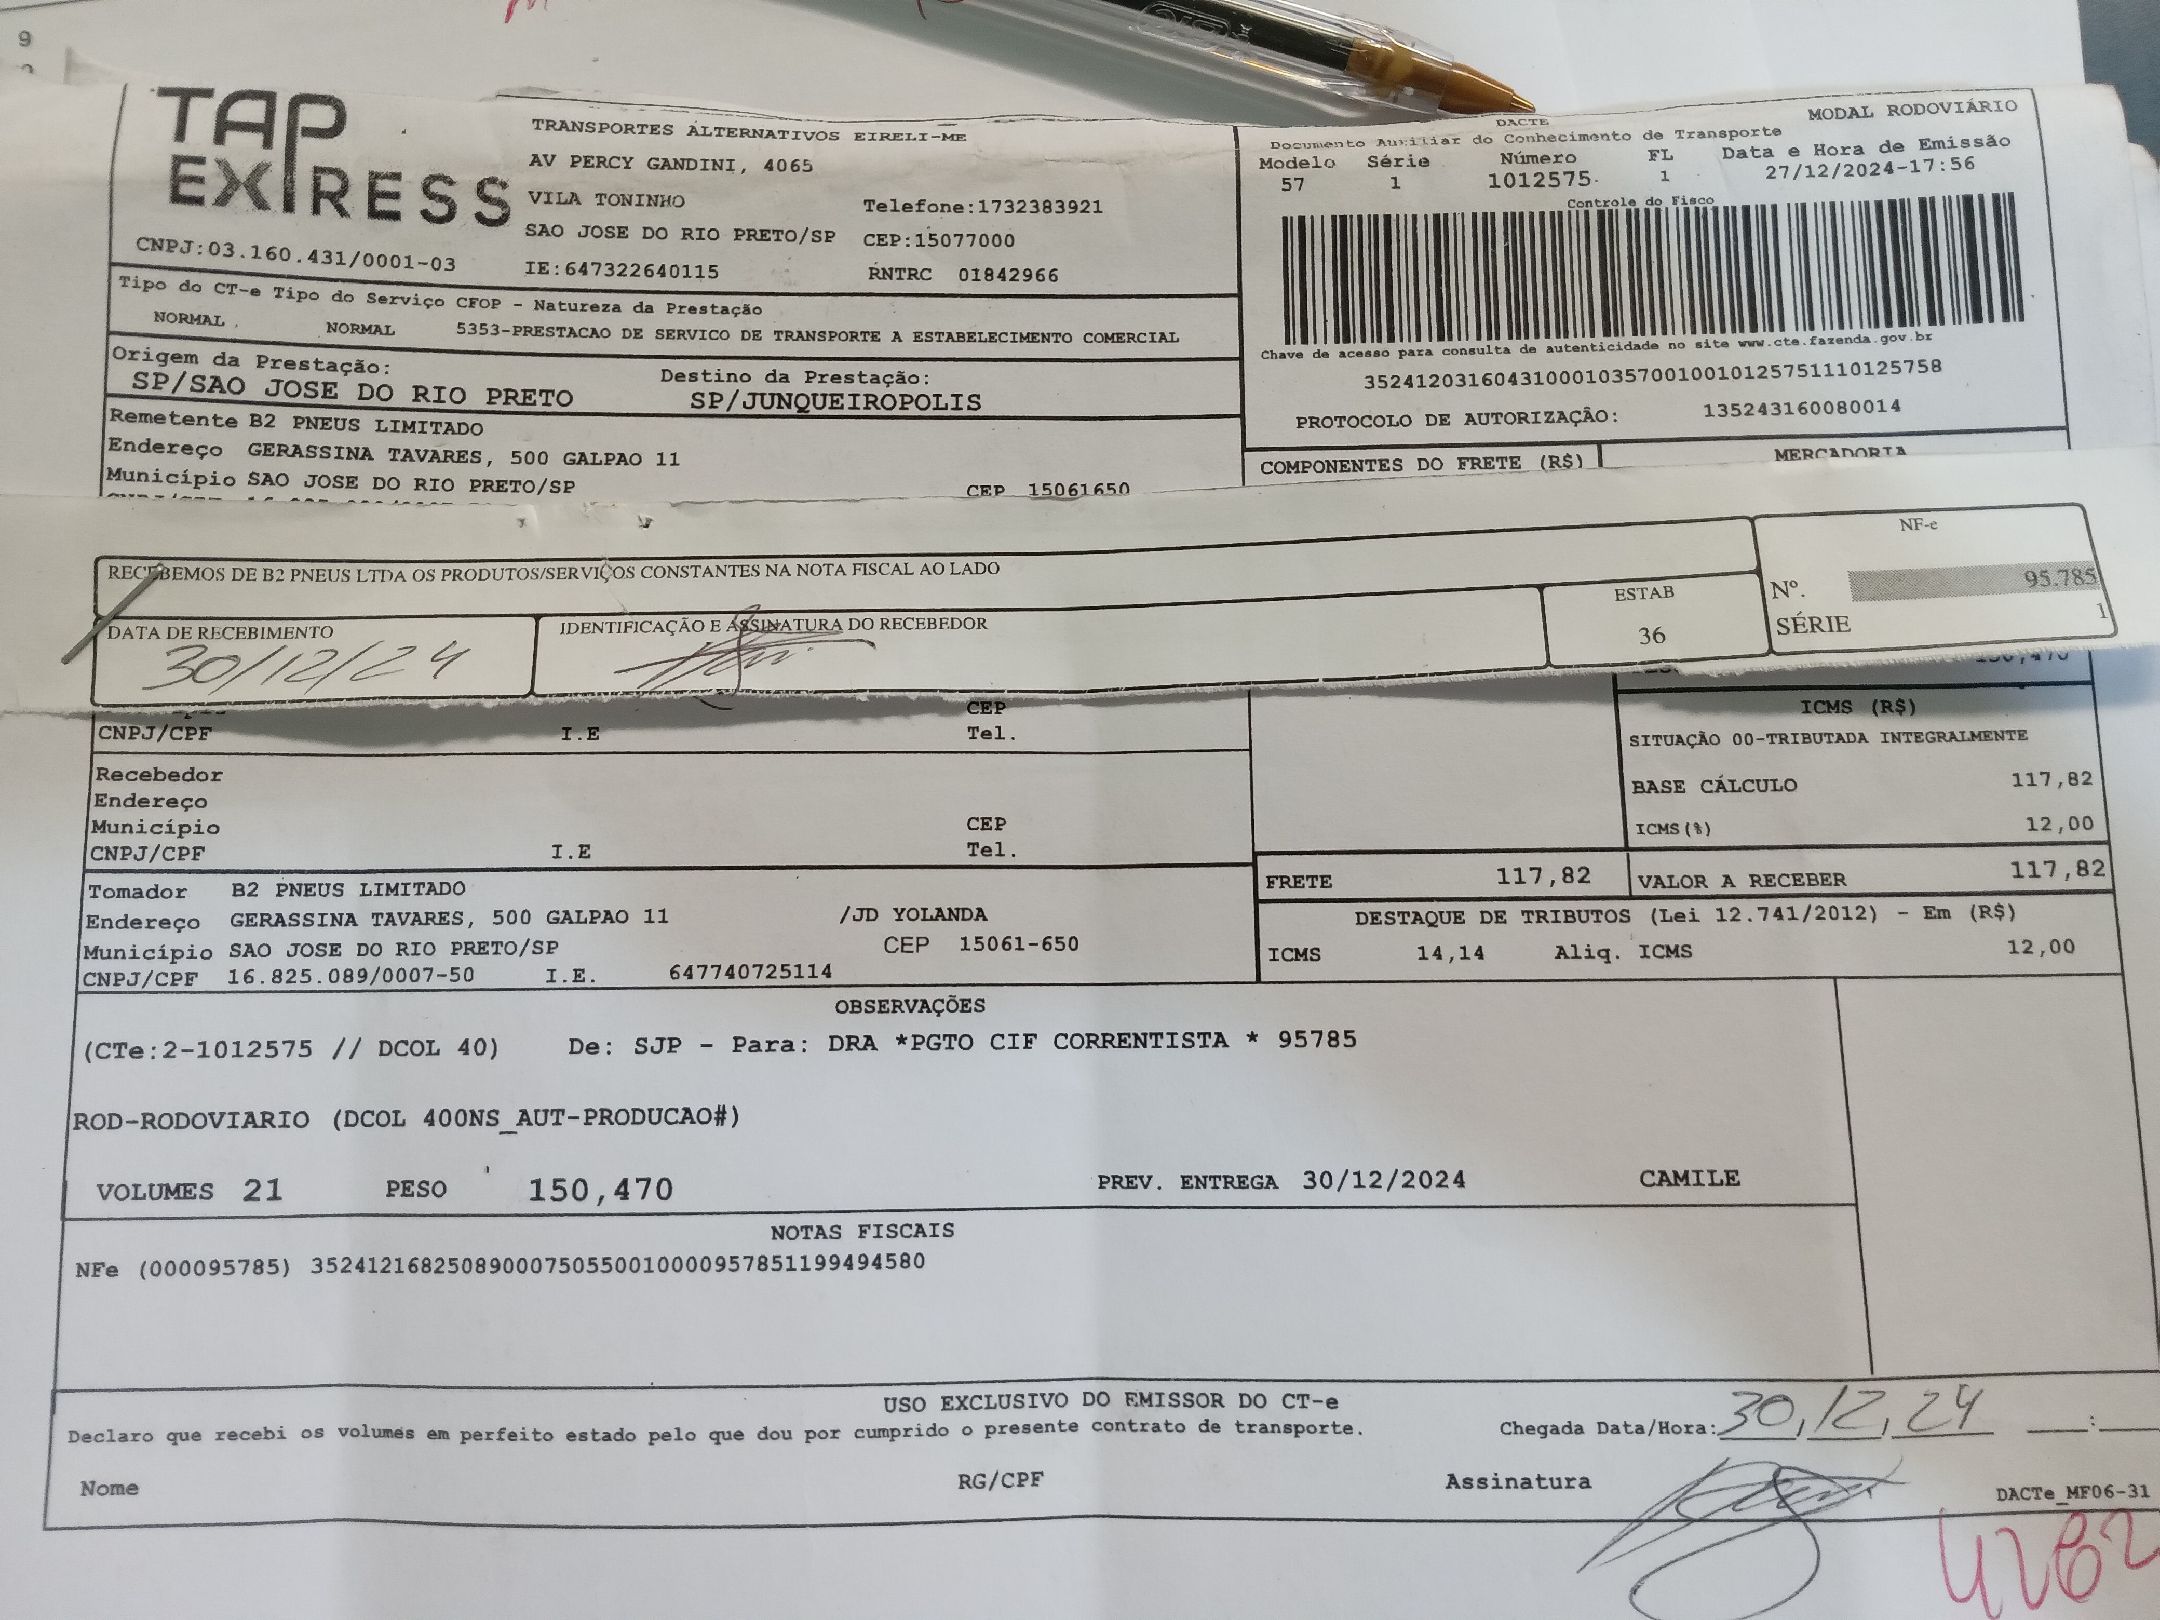 9
TAP EXPRESS
TRANSPORTES ALTERNATIVOS EIRELI-ME
AV PERCY GANDINI, 4065
VILA TONINHO Telefone:1732383921
SAO JOSE DO RIO PRETO/SP CEP:15077000
CNPJ:03.160.431/0001-03 IE:647322640115 RNTRC 01842966
MODAL RODOVIÁRIO
DACTE
Documento Auxiliar do Conhecimento de Transporte
Modelo Série Número FL Data e Hora de Emissão
57 1 1012575 1 27/12/2024-17:56
Controle do Fisco
Chave de acesso para consulta de autenticidade no site www.cte.fazenda.gov.br
35241203160431000103570010010125751110125758
PROTOCOLO DE AUTORIZAÇÃO: 135243160080014
Tipo do CT-e Tipo do Serviço CFOP - Natureza da Prestação
NORMAL NORMAL 5353-PRESTACAO DE SERVICO DE TRANSPORTE A ESTABELECIMENTO COMERCIAL
Origem da Prestação: Destino da Prestação:
SP/SAO JOSE DO RIO PRETO SP/JUNQUEIROPOLIS
Remetente B2 PNEUS LIMITADO
Endereço GERASSINA TAVARES, 500 GALPAO 11
Município SAO JOSE DO RIO PRETO/SP CEP 15061650
COMPONENTES DO FRETE (R$) MERCADORIA
RECEBEMOS DE B2 PNEUS LTDA OS PRODUTOS/SERVIÇOS CONSTANTES NA NOTA FISCAL AO LADO
DATA DE RECEBIMENTO IDENTIFICAÇÃO E ASSINATURA DO RECEBEDOR
30/12/24
ESTAB
36
NF-e
Nº. 95.785
SÉRIE 1
150,470
CEP
CNPJ/CPF I.E Tel.
Recebedor
Endereço
Município CEP
CNPJ/CPF I.E Tel.
ICMS (R$)
SITUAÇÃO 00-TRIBUTADA INTEGRALMENTE
BASE CÁLCULO 117,82
ICMS(%) 12,00
FRETE 117,82 VALOR A RECEBER 117,82
Tomador B2 PNEUS LIMITADO
Endereço GERASSINA TAVARES, 500 GALPAO 11 /JD YOLANDA
Município SAO JOSE DO RIO PRETO/SP CEP 15061-650
CNPJ/CPF 16.825.089/0007-50 I.E. 647740725114
DESTAQUE DE TRIBUTOS (Lei 12.741/2012) - Em (R$)
ICMS 14,14 Aliq. ICMS 12,00
OBSERVAÇÕES
(CTe:2-1012575 // DCOL 40) De: SJP - Para: DRA *PGTO CIF CORRENTISTA * 95785
ROD-RODOVIARIO (DCOL 400NS_AUT-PRODUCAO#)
VOLUMES 21 PESO 150,470 PREV. ENTREGA 30/12/2024 CAMILE
NOTAS FISCAIS
NFe (000095785) 35241216825089000750550010000957851199494580
USO EXCLUSIVO DO EMISSOR DO CT-e
Declaro que recebi os volumes em perfeito estado pelo que dou por cumprido o presente contrato de transporte.
Chegada Data/Hora: 30,12,24 :
Nome RG/CPF Assinatura
DACTe_MF06-31
4282